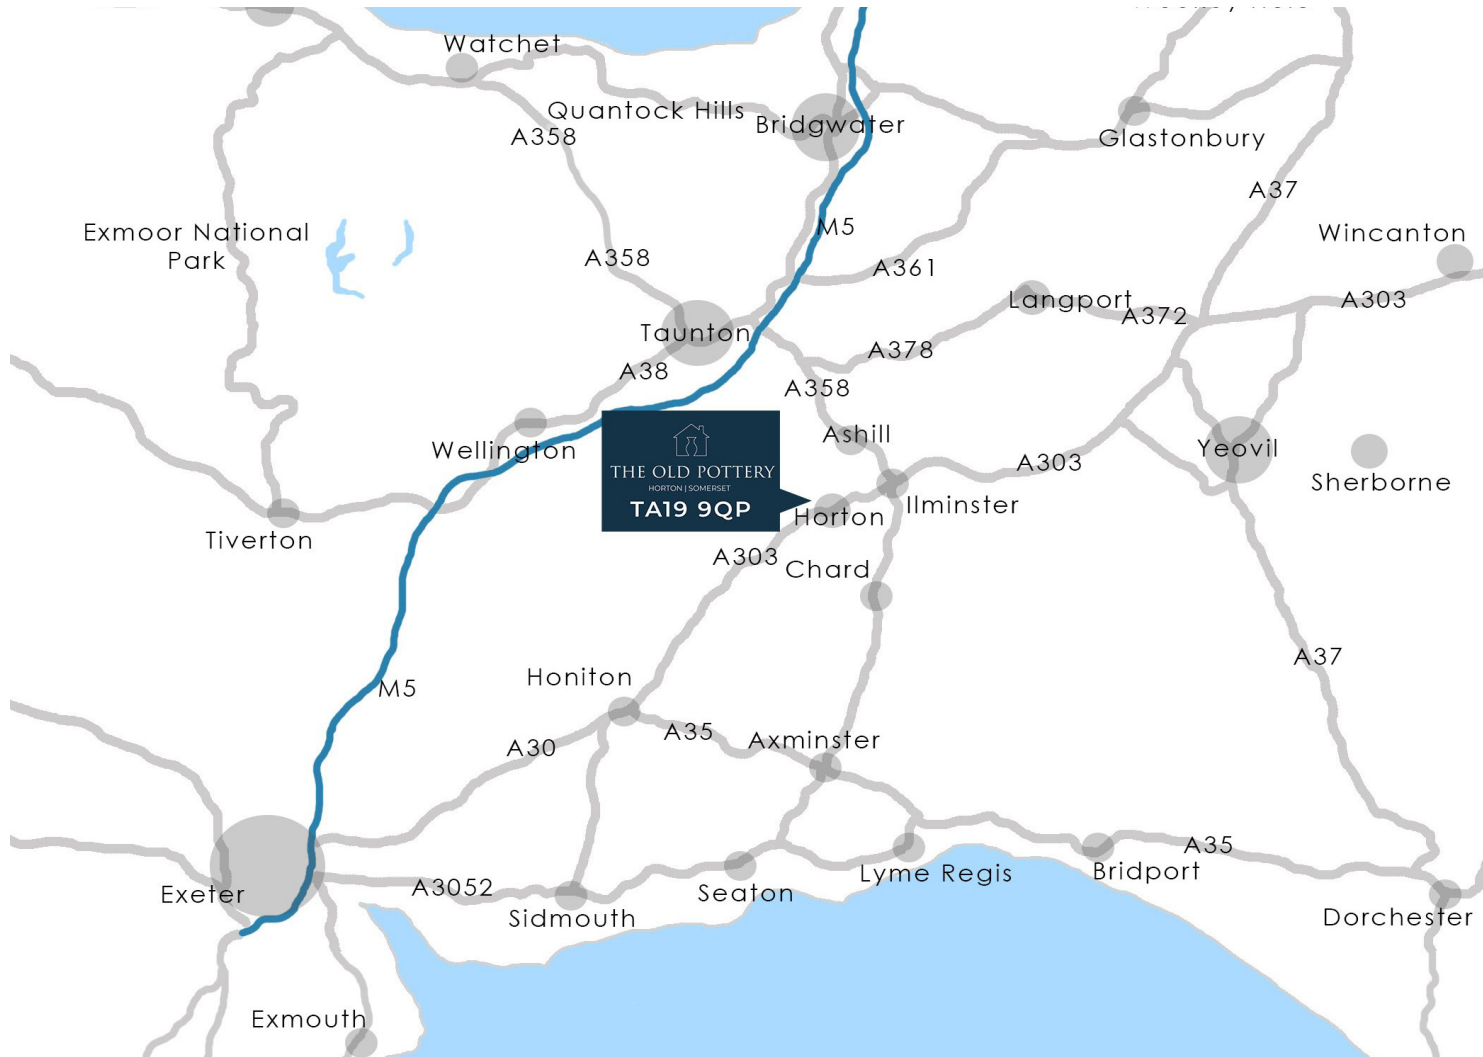 Watchet
Quantock Hills
Bridgwater
A358
Glastonbury
A37
M5
Exmoor National
Park
Wincanton
A358
A361
Langport
A303
A372
Taunton
A378
A38
A358
Ashill
Wellington
Yeovil
A303
THE OLD POTTERY
HORTON | SOMERSET
TA19 9QP
Sherborne
Horton
Ilminster
Tiverton
A303
Chard
A37
Honiton
M5
A35
A30
Axminster
A35
Lyme Regis
Bridport
A3052
Exeter
Seaton
Sidmouth
Dorchester
Exmouth